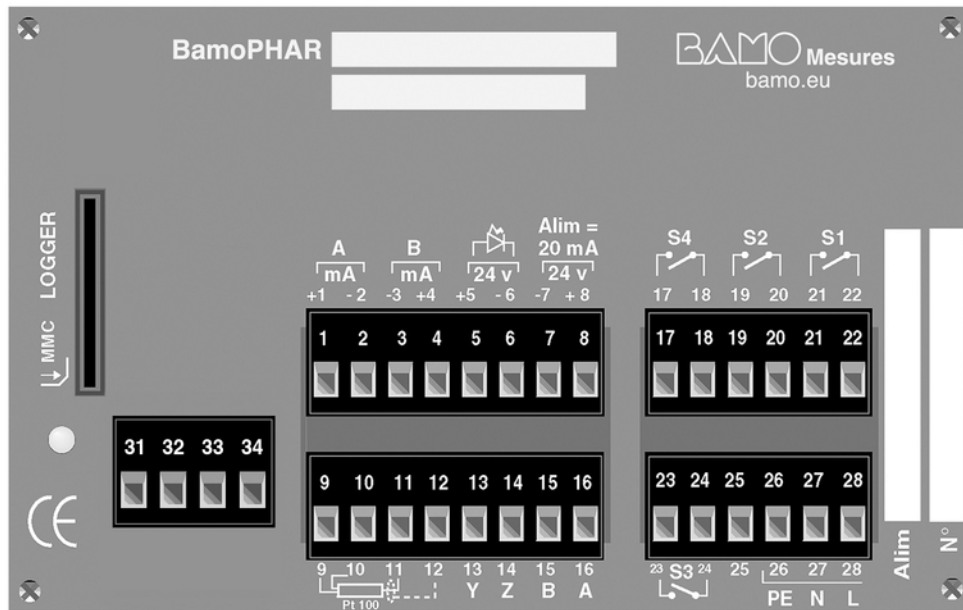 BamoPHAR
BAMO Mesures
bamo.eu
MMC LOGGER
A B Alim =
mA mA 24 v 20 mA
24 v
+1 -2 -3 +4 +5 -6 -7 +8
S4 S2 S1
17 18 19 20 21 22
1 2 3 4 5 6 7 8
17 18 19 20 21 22
31 32 33 34
9 10 11 12 13 14 15 16
23 24 25 26 27 28
9 10 11 12 13 14 15 16
Pt 100 Y Z B A
23 S3 24 25 26 27 28
PE N L
CE
Alim
N°